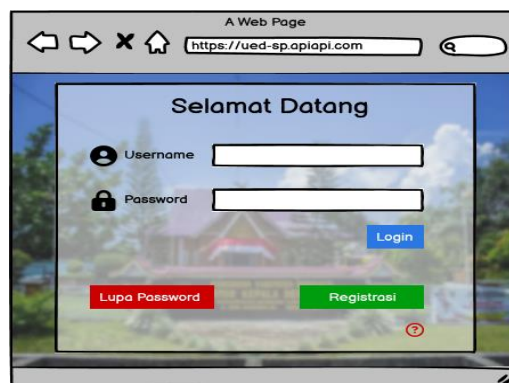 A Web Page
https://ued-sp.apiapi.com
Selamat Datang
Username
Password
Login
Lupa Password
Registrasi
?